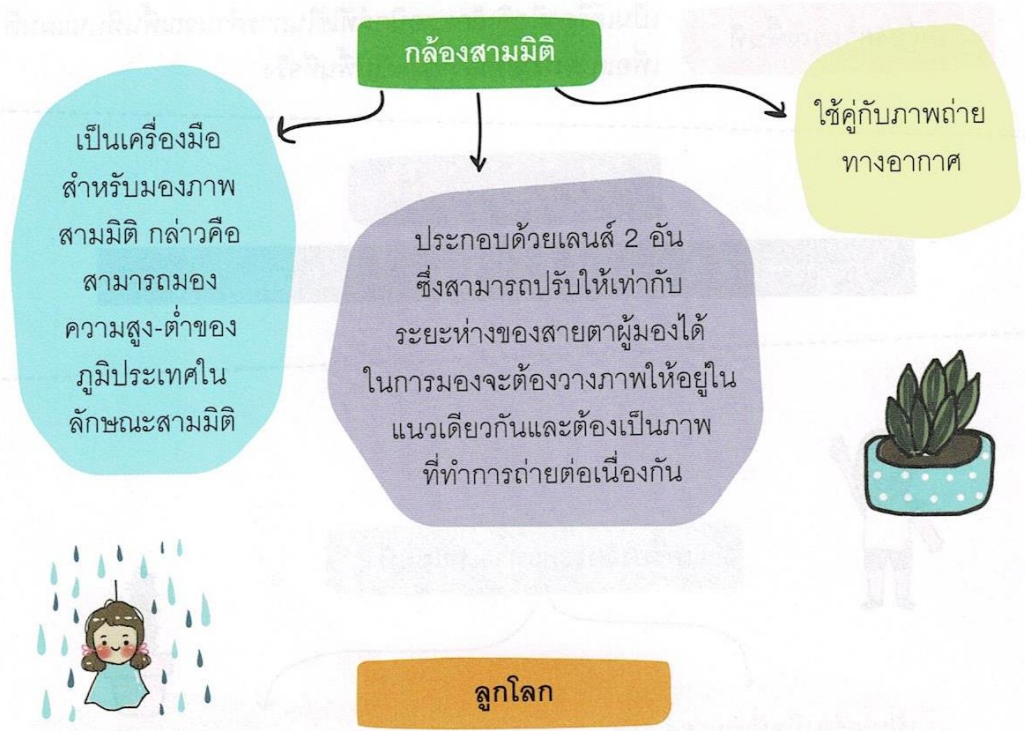 กล้องสามมิติ
เป็นเครื่องมือ
สำหรับมองภาพ
สามมิติ กล่าวคือ
สามารถมอง
ความสูง-ต่ำของ
ภูมิประเทศใน
ลักษณะสามมิติ
ประกอบด้วยเลนส์ 2 อัน
ซึ่งสามารถปรับให้เท่ากับ
ระยะห่างของสายตาผู้มองได้
ในการมองจะต้องวางภาพให้อยู่ใน
แนวเดียวกันและต้องเป็นภาพ
ที่ทำการถ่ายต่อเนื่องกัน
ใช้คู่กับภาพถ่าย
ทางอากาศ
ลูกโลก